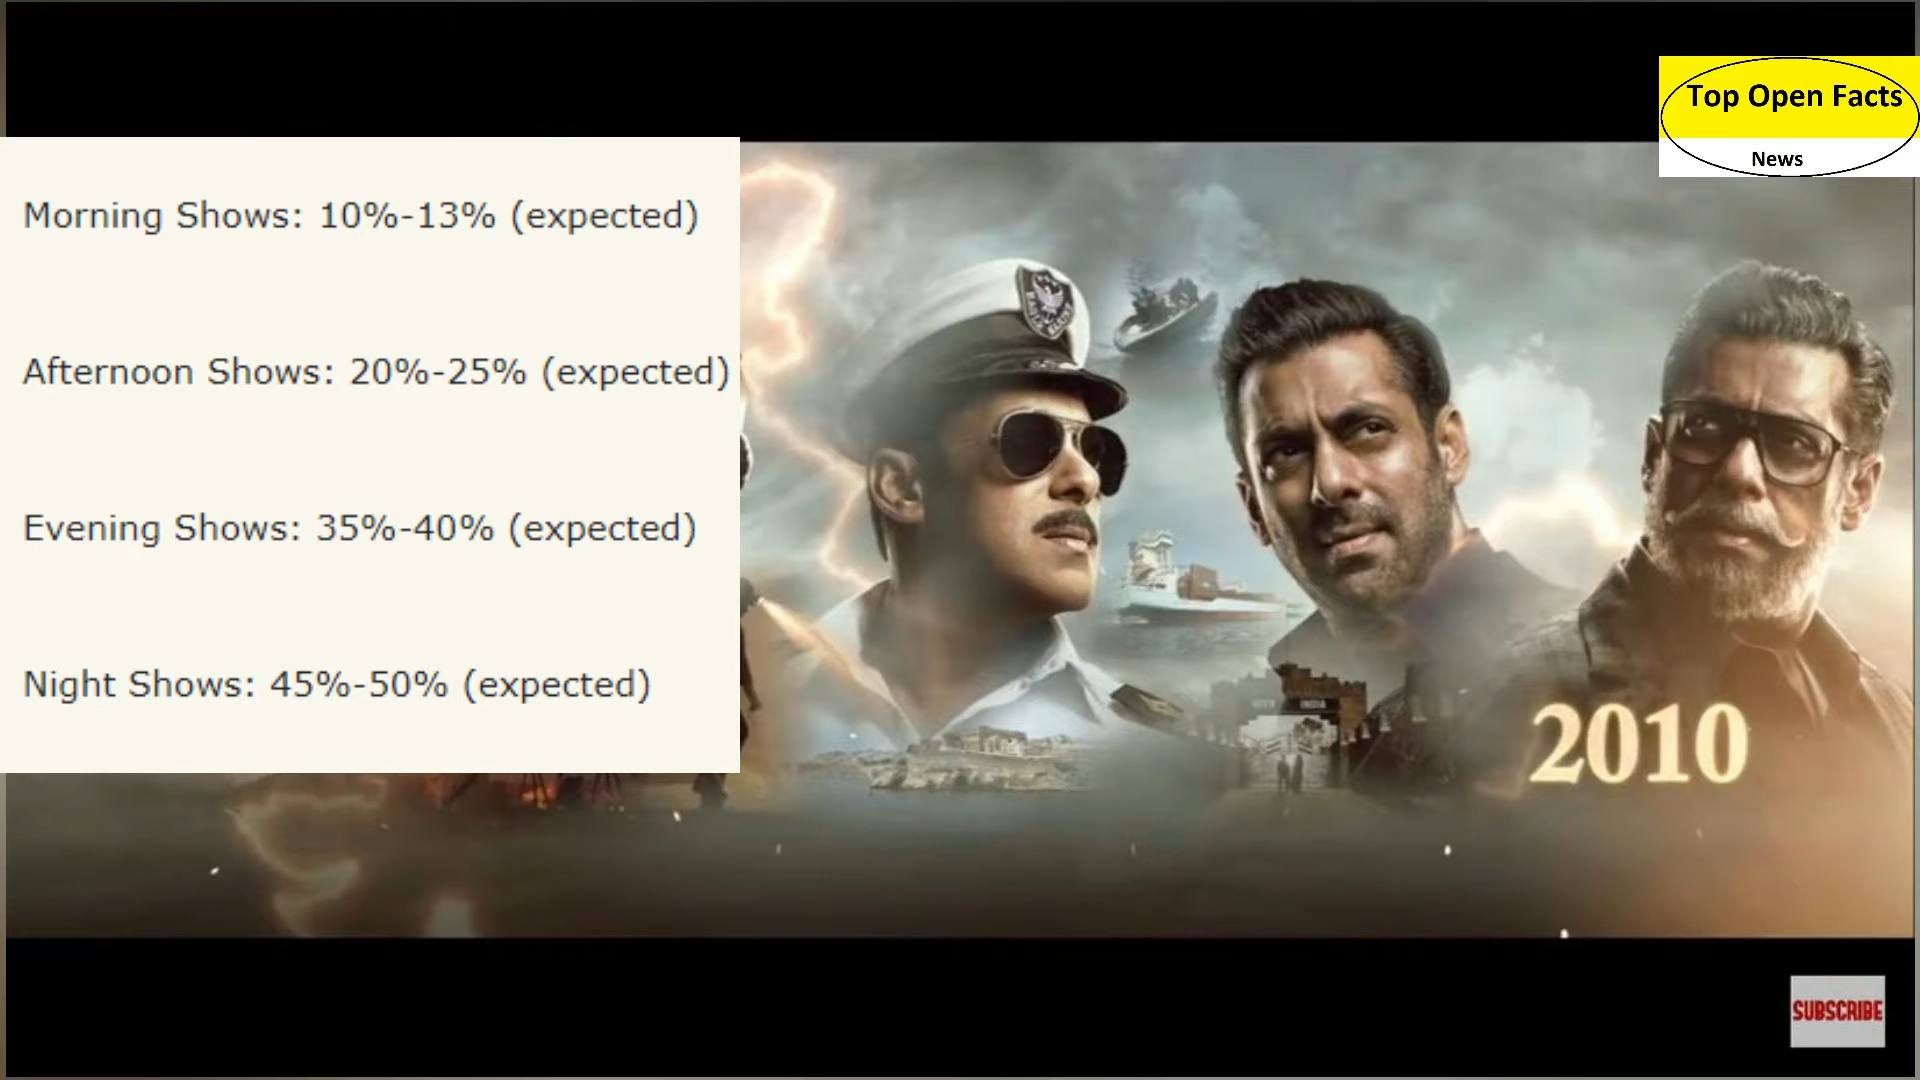 Top Open Facts
News
Morning Shows: 10%-13% (expected)
Afternoon Shows: 20%-25% (expected)
Evening Shows: 35%-40% (expected)
Night Shows: 45%-50% (expected)
INDIA
2010
SUBSCRIBE